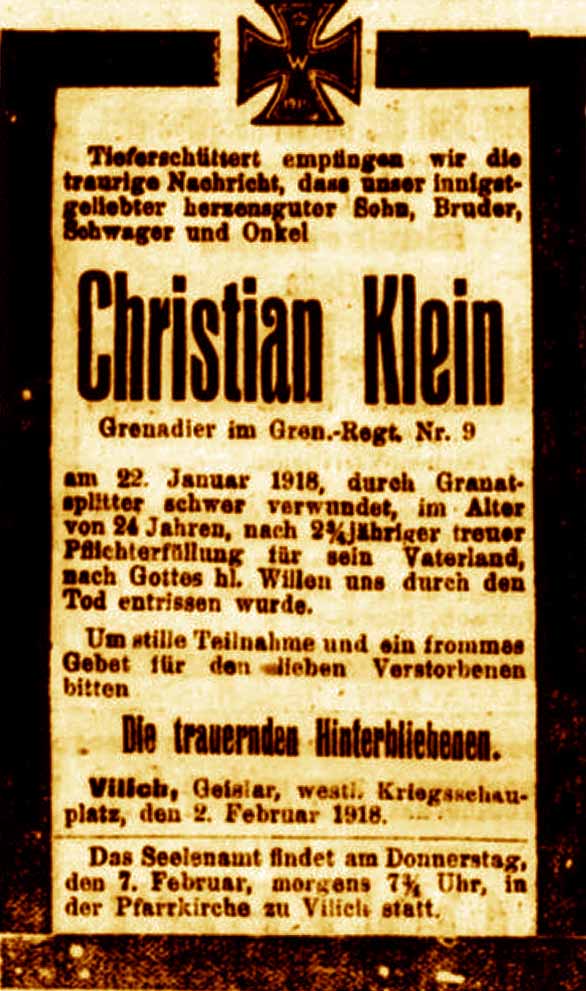 W
191
Tieferschüttert empfingen wir die
traurige Nachricht, dass unser innigst-
geliebter herzensguter Sohn, Bruder,
Schwager und Onkel
Christian Klein
Grenadier im Gren.-Regt. Nr. 9
am 22. Januar 1918, durch Granat-
splitter schwer verwundet, im Alter
von 24 Jahren, nach 2¾jähriger treuer
Pflichterfüllung für sein Vaterland,
nach Gottes hl. Willen uns durch den
Tod entrissen wurde.
Um stille Teilnahme und ein frommes
Gebet für den lieben Verstorbenen
bitten
Die trauernden Hinterbliebenen.
Vilich, Geislar, westl. Kriegsschau-
platz, den 2. Februar 1918.
Das Seelenamt findet am Donnerstag,
den 7. Februar, morgens 7¼ Uhr, in
der Pfarrkirche zu Vilich statt.